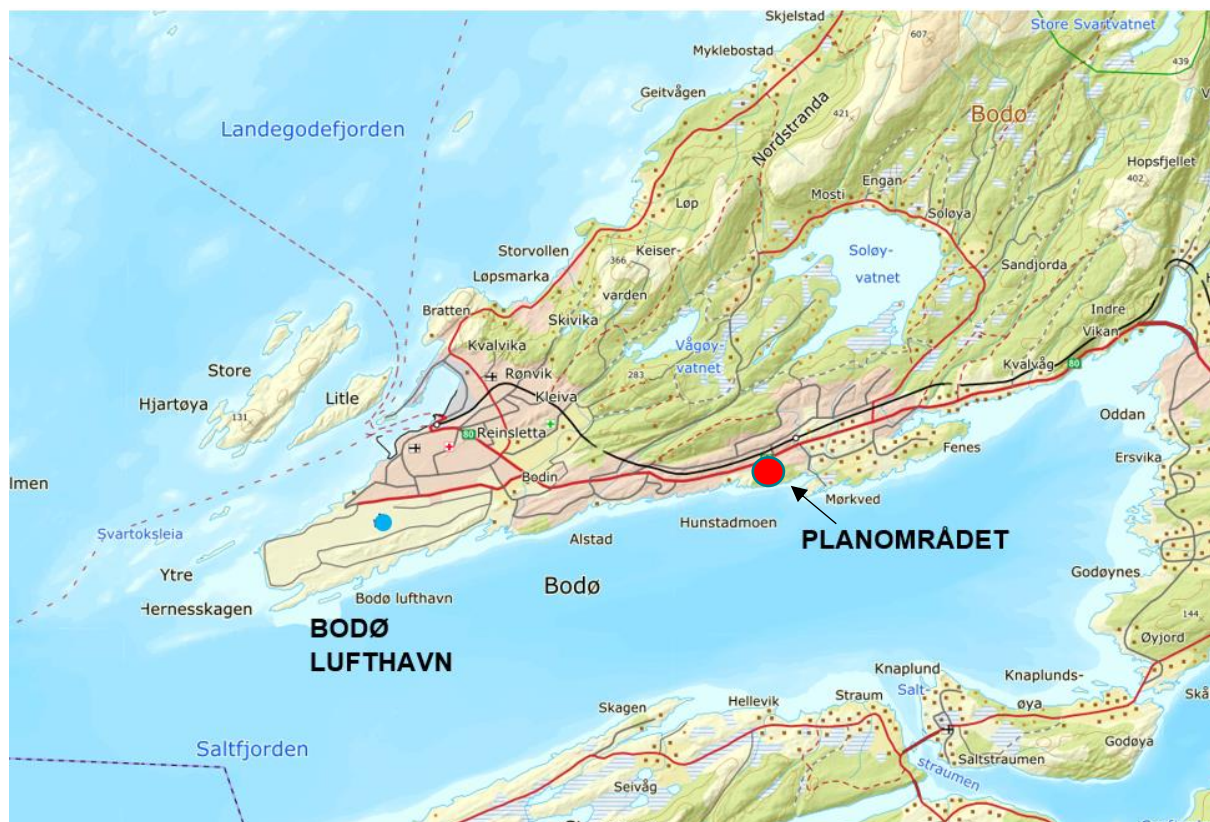 Skjelstad
607
Store Svartvatnet
439
Myklebostad
Geitvågen
Landegodefjorden
421
Nordstranda
Bodø
Hopsfjellet
402
Engan
Mosti
Løp
Soløya
Storvollen
Keiser-
Soløy-
vatnet
Sandjorda
366
Løpsmarka
varden
Indre
Bratten
Skivika
Vikan
Kvalvika
Vågøy-
vatnet
Kvalvåg
80
Store
Rønvik
283
Litle
Kleiva
Hjartøya
131
Oddan
80
Reinsletta
Fenes
Ersvika
Bodin
Mørkved
Hunstadmoen
PLANOMRÅDET
Svartoksleia
Alstad
Ytre
Godøynes
Bodø
Hernesskagen
Bodø lufthavn
144
BODØ
LUFTHAVN
Øyjord
Knaplund
Knaplunds-
øya
Hellevik
Straum
Salt-
Skagen
Saltfjorden
Godøya
Saltstraumen
straumen
Seivåg